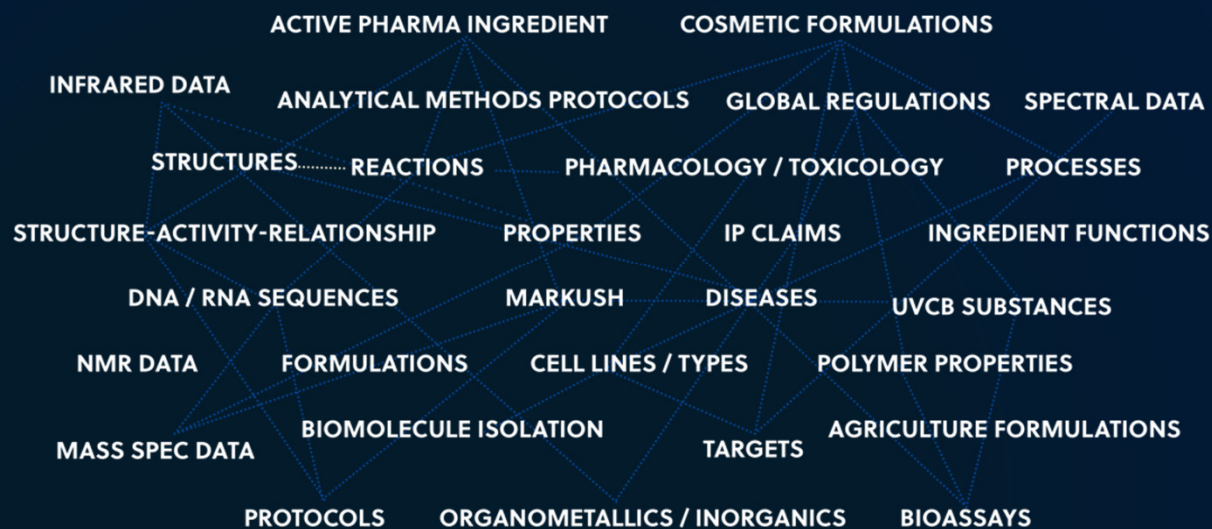 ACTIVE PHARMA INGREDIENT
COSMETIC FORMULATIONS
INFRARED DATA
ANALYTICAL METHODS PROTOCOLS
GLOBAL REGULATIONS
SPECTRAL DATA
STRUCTURES
REACTIONS
PHARMACOLOGY / TOXICOLOGY
PROCESSES
STRUCTURE-ACTIVITY-RELATIONSHIP
PROPERTIES
IP CLAIMS
INGREDIENT FUNCTIONS
DNA / RNA SEQUENCES
MARKUSH
DISEASES
UVCB SUBSTANCES
NMR DATA
FORMULATIONS
CELL LINES / TYPES
POLYMER PROPERTIES
MASS SPEC DATA
BIOMOLECULE ISOLATION
TARGETS
AGRICULTURE FORMULATIONS
PROTOCOLS
ORGANOMETALLICS / INORGANICS
BIOASSAYS